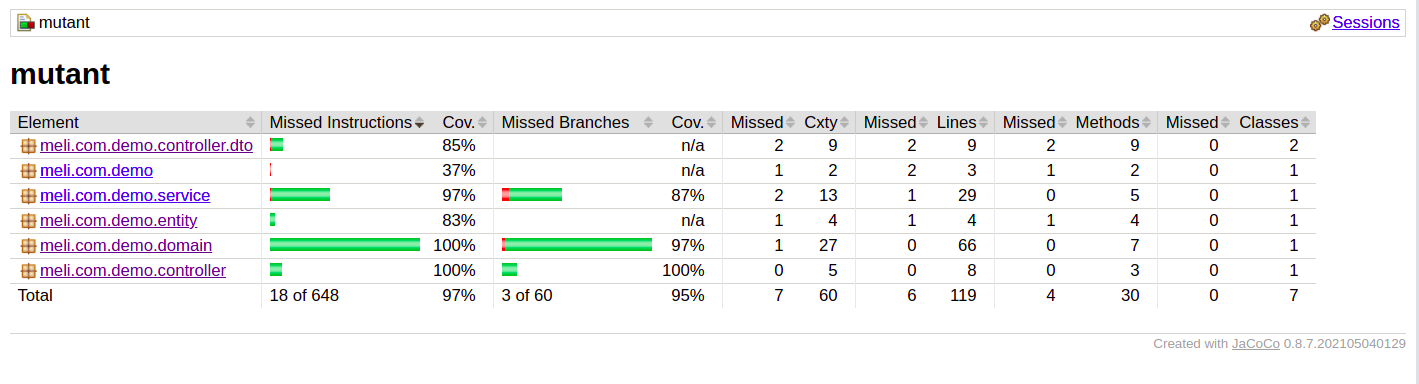 mutant Sessions
mutant
Element Missed Instructions Cov. Missed Branches Cov. Missed Cxty Missed Lines Missed Methods Missed Classes
meli.com.demo.controller.dto 85% n/a 2 9 2 9 2 9 0 2
meli.com.demo 37% n/a 1 2 2 3 1 2 0 1
meli.com.demo.service 97% 87% 2 13 1 29 0 5 0 1
meli.com.demo.entity 83% n/a 1 4 1 4 1 4 0 1
meli.com.demo.domain 100% 97% 1 27 0 66 0 7 0 1
meli.com.demo.controller 100% 100% 0 5 0 8 0 3 0 1
Total 18 of 648 97% 3 of 60 95% 7 60 6 119 4 30 0 7
Created with JaCoCo 0.8.7.202105040129